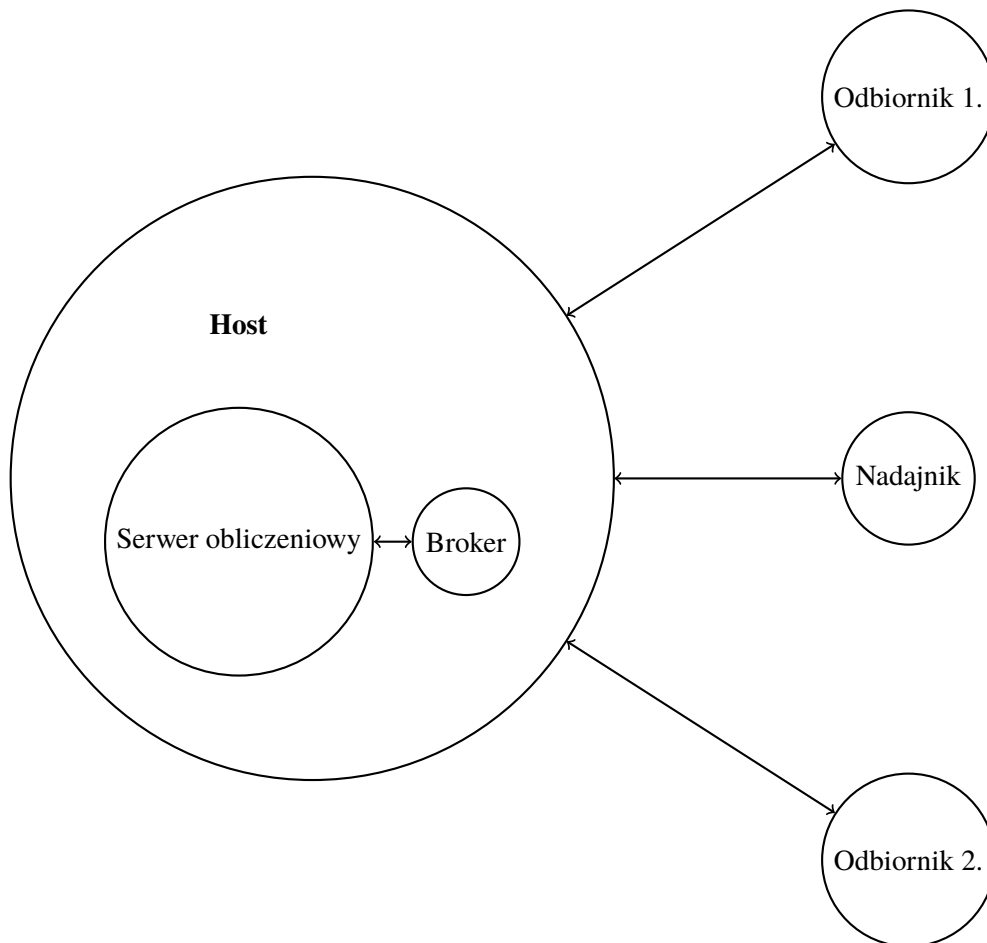 Odbiornik 1.
Host
Nadajnik
Serwer obliczeniowy
Broker
Odbiornik 2.